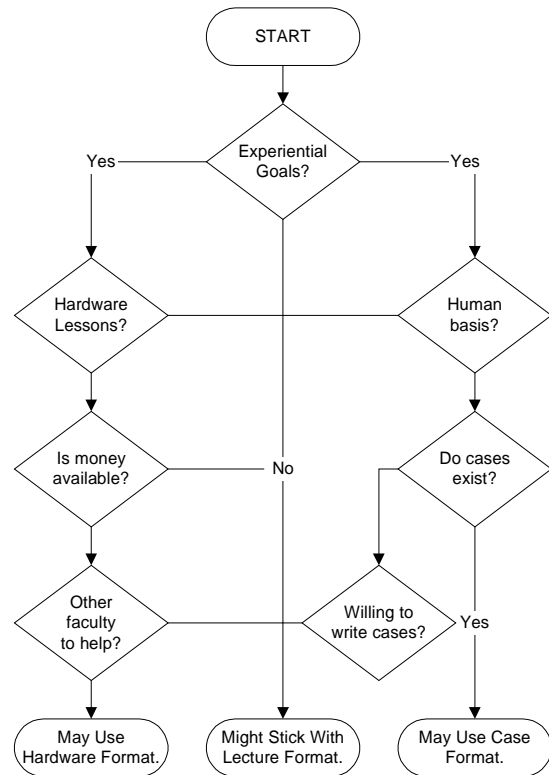 START
Experiential
Goals?
Yes
Yes
Hardware
Lessons?
Human
basis?
Is money
available?
No
Do cases
exist?
Other
faculty
to help?
Willing to
write cases?
Yes
May Use
Hardware Format.
Might Stick With
Lecture Format.
May Use Case
Format.